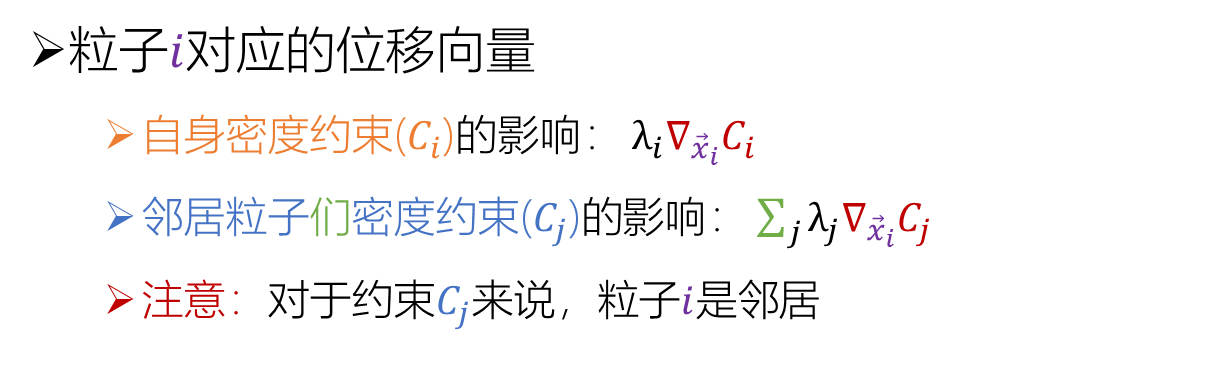 ➢粒子i对应的位移向量
➢自身密度约束(Cᵢ)的影响： λᵢ∇ₓ⃗ᵢCᵢ
➢邻居粒子们密度约束(Cⱼ)的影响： ∑ⱼλⱼ∇ₓ⃗ᵢCⱼ
➢注意：对于约束Cⱼ来说，粒子i是邻居